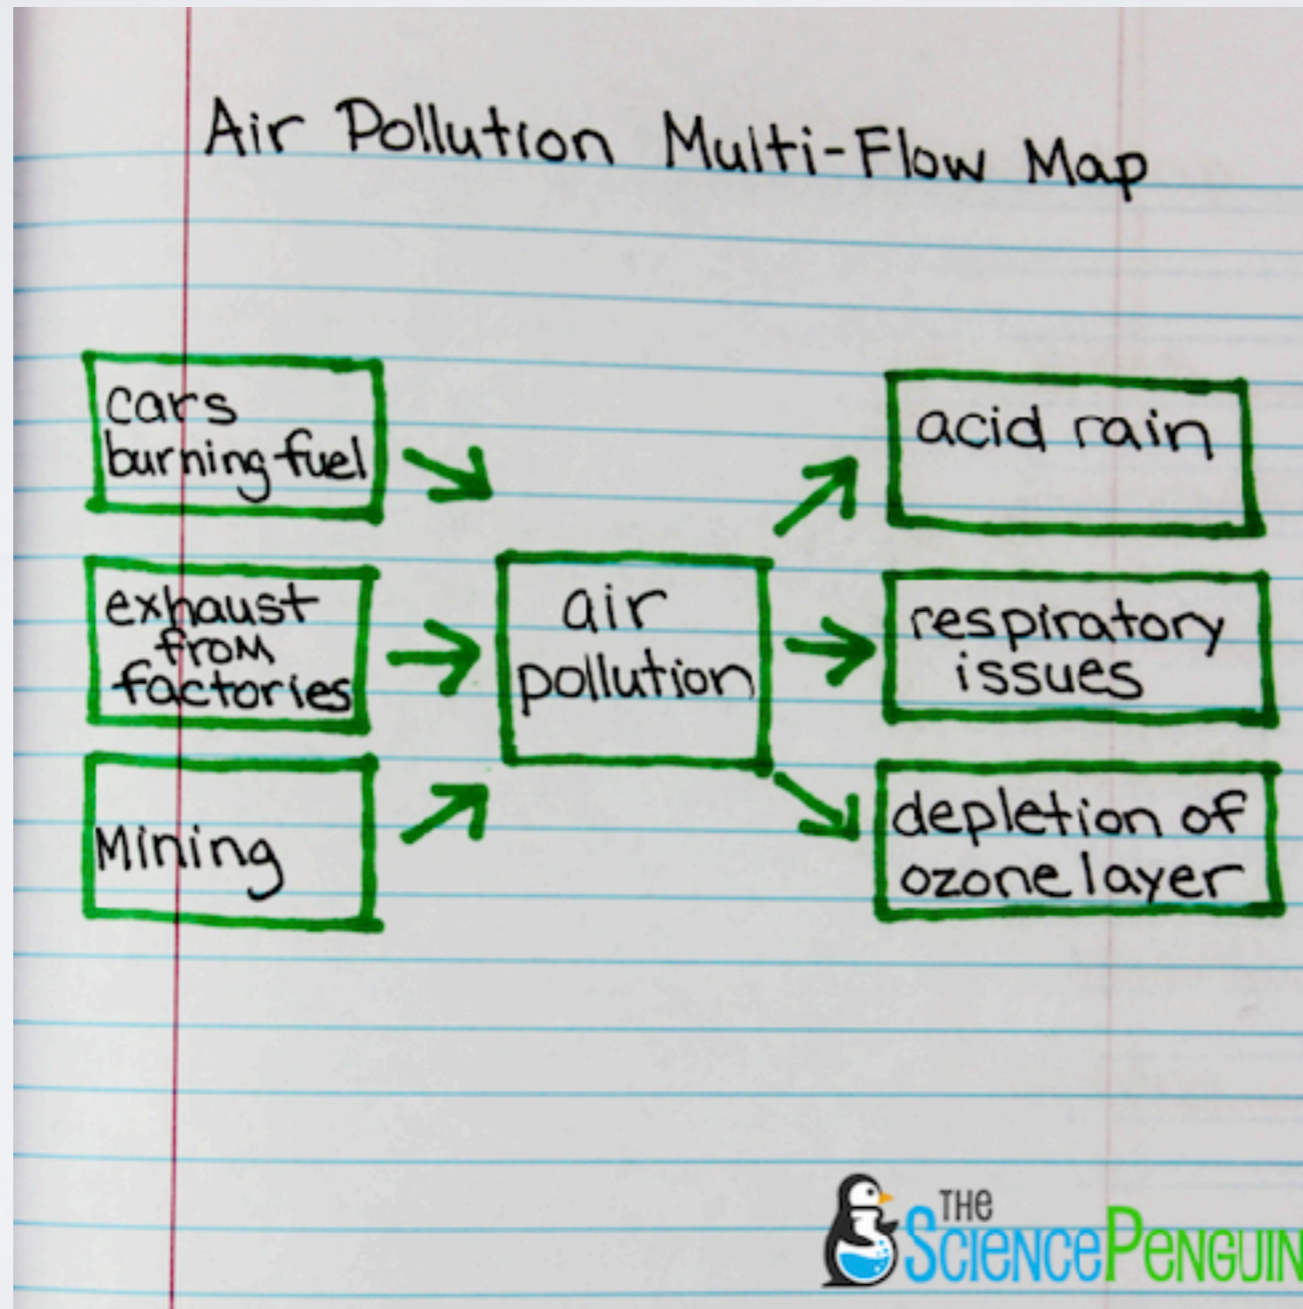 Air Pollution Multi-Flow Map
cars
burning fuel
exhaust
from
factories
Mining
air
pollution
acid rain
respiratory
issues
depletion of
ozone layer
THE
SCIENCEPENGUIN